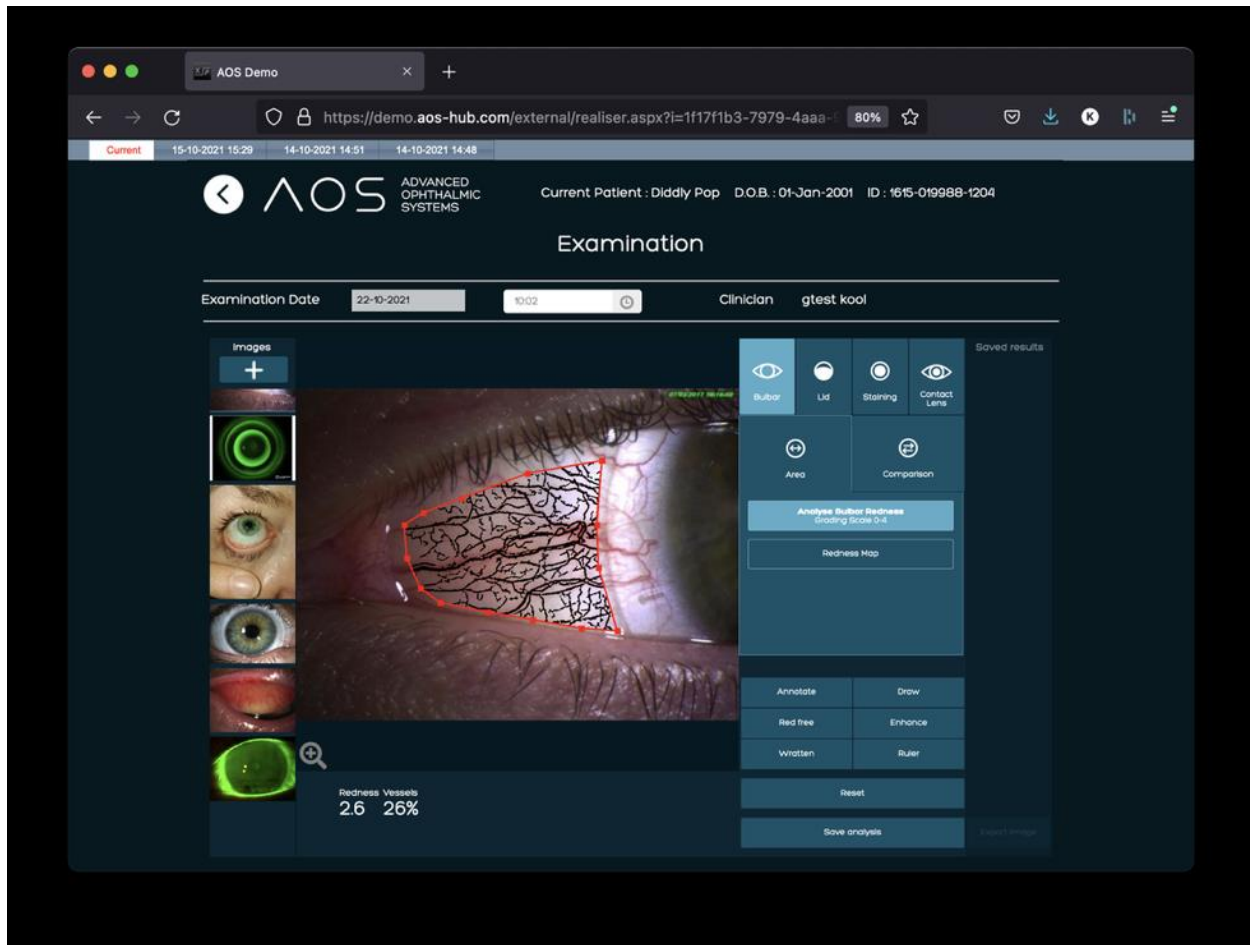 AOS Demo
https://demo.aos-hub.com/external/realiser.aspx?i=1f17f1b3-7979-4aaa-
80%
K
Current 15-10-2021 15:29 14-10-2021 14:51 14-10-2021 14:48
AOS ADVANCED
OPHTHALMIC
SYSTEMS
Current Patient : Diddly Pop D.O.B. : 01-Jan-2001 ID : 1615-019988-1204
Examination
Examination Date 22-10-2021 10:02 Clinician gtest kool
Images
Bulbar Lid Staining Contact
Lens
Saved results
Area Comparison
Analyse Bulbar Redness
Grading Scale 0-4
Redness Map
Annotate Draw
Red free Enhance
Wratten Ruler
Redness Vessels
2.6 26%
Reset
Save analysis
Export image